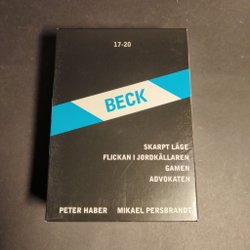 17-20
BECK
SKARPT LÄGE
FLICKAN I JORDKÄLLAREN
GAMEN
ADVOKATEN
PETER HABER MIKAEL PERSBRANDT